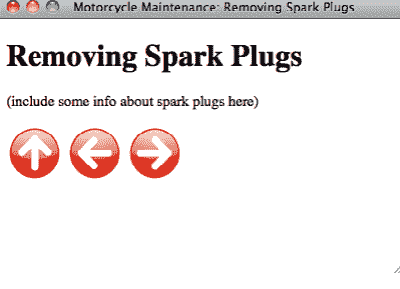 Motorcycle Maintenance: Removing Spark Plugs
Removing Spark Plugs
(include some info about spark plugs here)